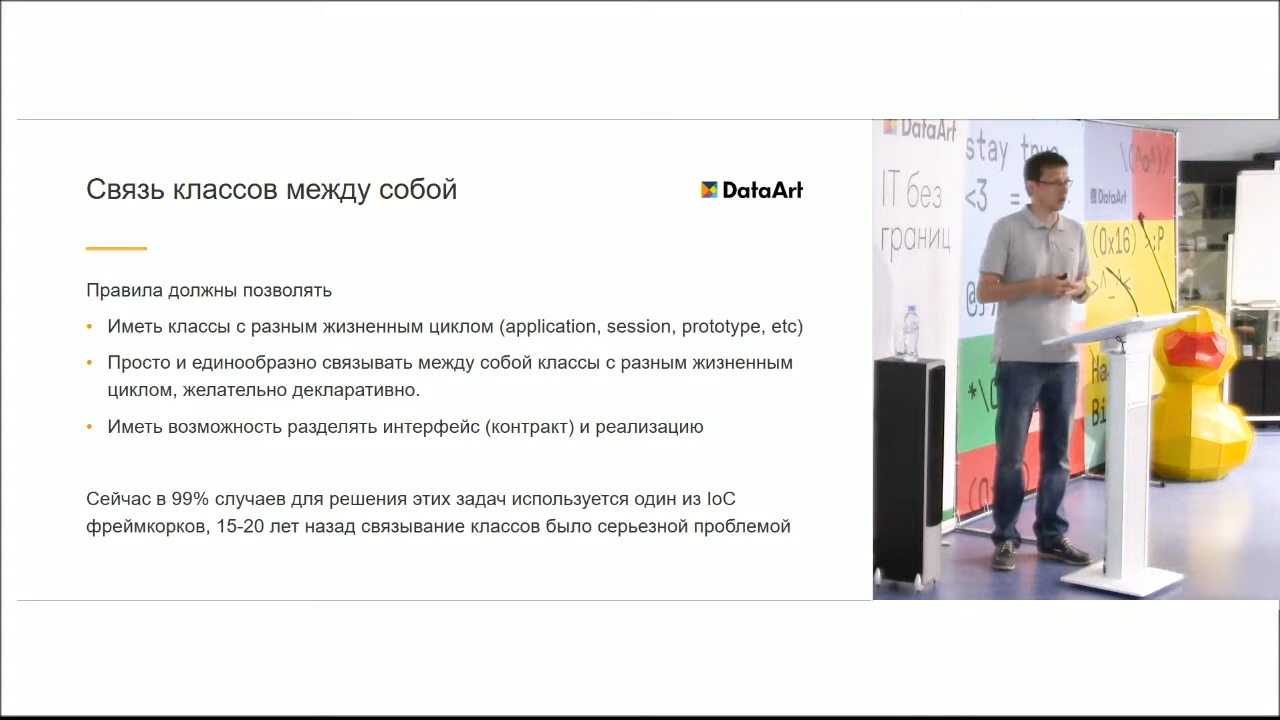 Связь классов между собой
DataArt
Правила должны позволять
• Иметь классы с разным жизненным циклом (application, session, prototype, etc)
• Просто и единообразно связывать между собой классы с разным жизненным
циклом, желательно декларативно.
• Иметь возможность разделять интерфейс (контракт) и реализацию
Сейчас в 99% случаев для решения этих задач используется один из IoC
фреймкорков, 15-20 лет назад связывание классов было серьезной проблемой
DataArt
IT без
границ
stay true
<3 =
\(^o^)/
DataArt
(0x16) >:P
>^_^<